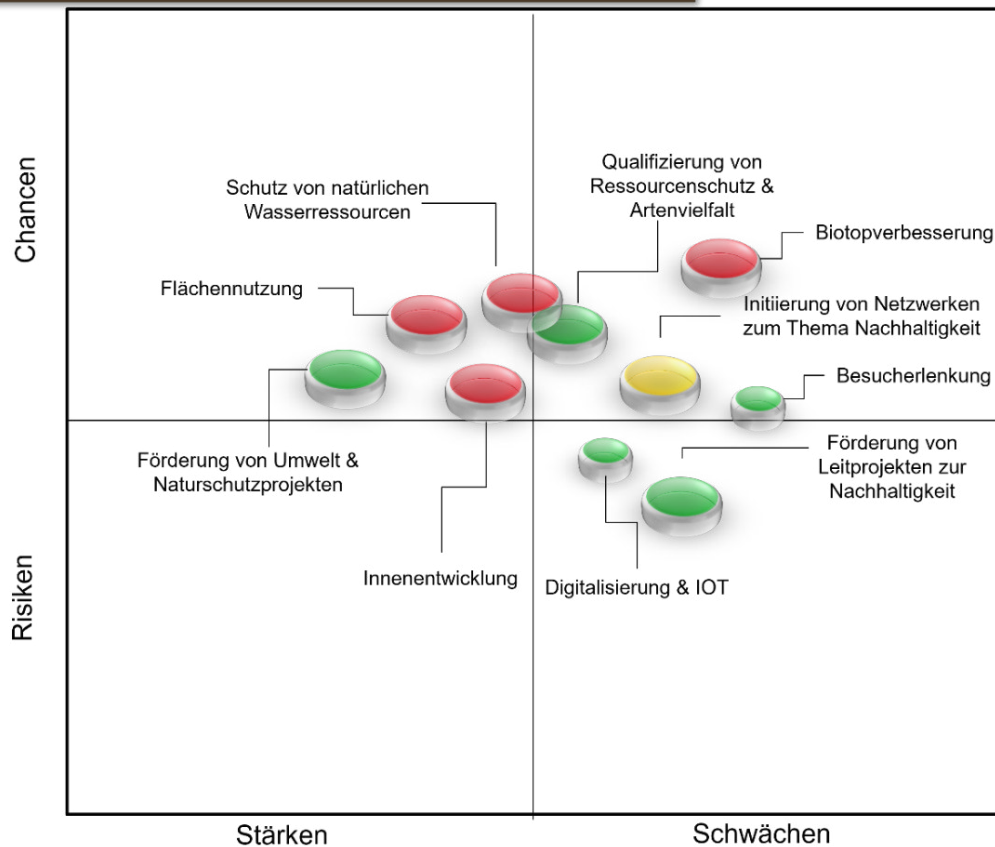 Chancen
Risiken
Schutz von natürlichen
Wasserressourcen
Qualifizierung von
Ressourcenschutz &
Artenvielfalt
Biotopverbesserung
Flächennutzung
Initiierung von Netzwerken
zum Thema Nachhaltigkeit
Besucherlenkung
Förderung von Umwelt &
Naturschutzprojekten
Förderung von
Leitprojekten zur
Nachhaltigkeit
Innenentwicklung
Digitalisierung & IOT
Stärken
Schwächen